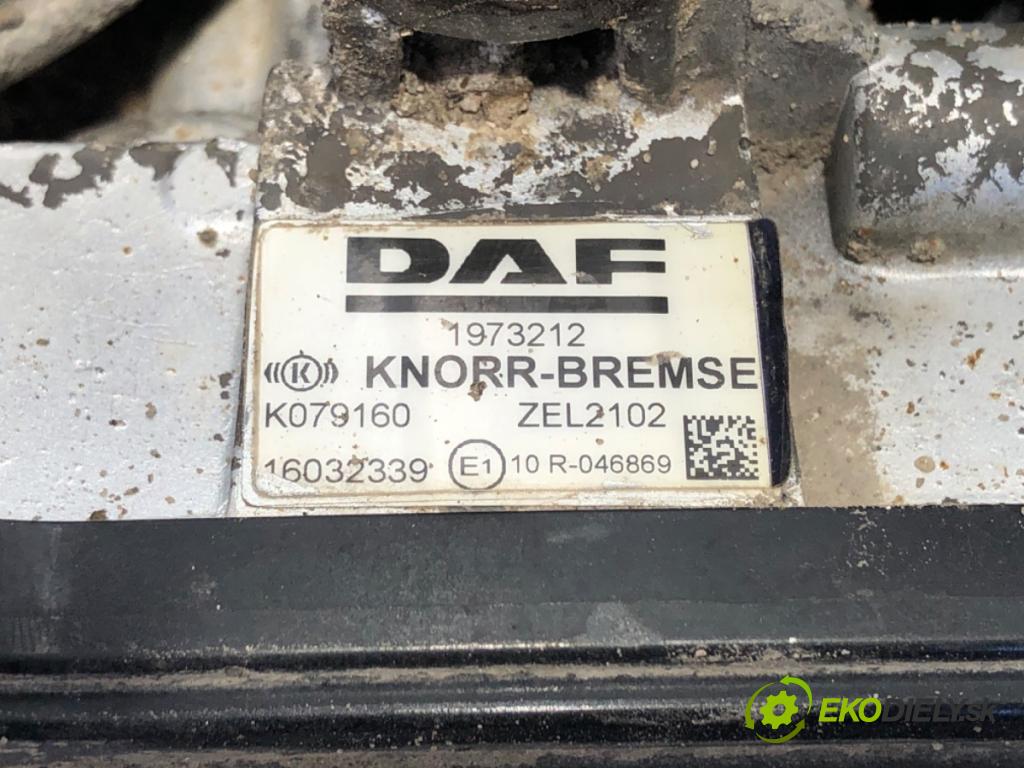 DAF
1973212
K KNORR-BREMSE
K079160 ZEL2102
16032339 E1 10 R-046869
EKODIELY.SK